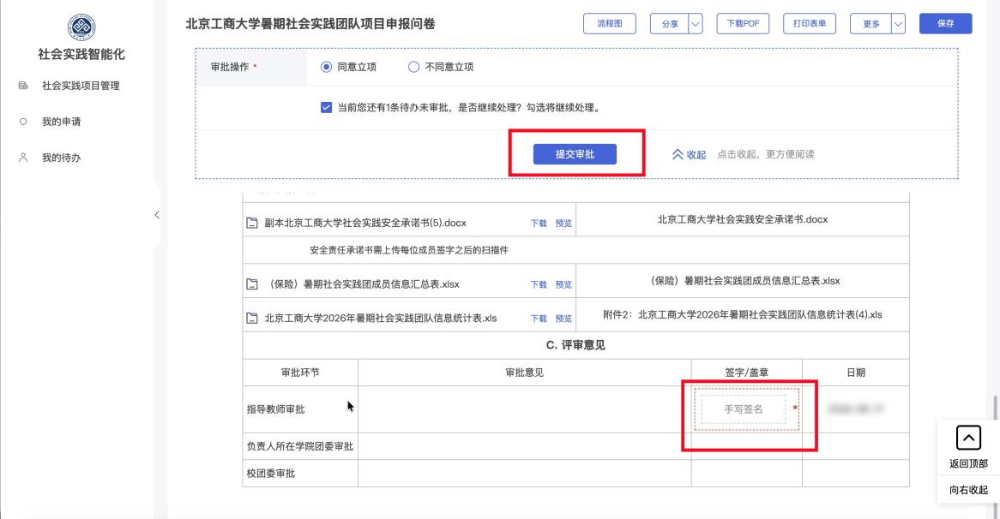 社会实践智能化
社会实践项目管理
我的申请
我的待办
北京工商大学暑期社会实践团队项目申报问卷
流程图 分享 下载PDF 打印表单 更多 保存
审批操作 * 同意立项 不同意立项
当前您还有1条待办未审批，是否继续处理？勾选将继续处理。
提交审批 收起 点击收起，更方便阅读
副本北京工商大学社会实践安全承诺书(5).docx 下载 预览 北京工商大学社会实践安全承诺书.docx
安全责任承诺书需上传每位成员签字之后的扫描件
（保险）暑期社会实践团成员信息汇总表.xlsx 下载 预览 （保险）暑期社会实践团成员信息汇总表.xlsx
北京工商大学2026年暑期社会实践团队信息统计表.xls 下载 预览 附件2：北京工商大学2026年暑期社会实践团队信息统计表(4).xls
C. 评审意见
审批环节 审批意见 签字/盖章 日期
指导教师审批 手写签名 *
负责人所在学院团委审批
校团委审批
返回顶部
向右收起